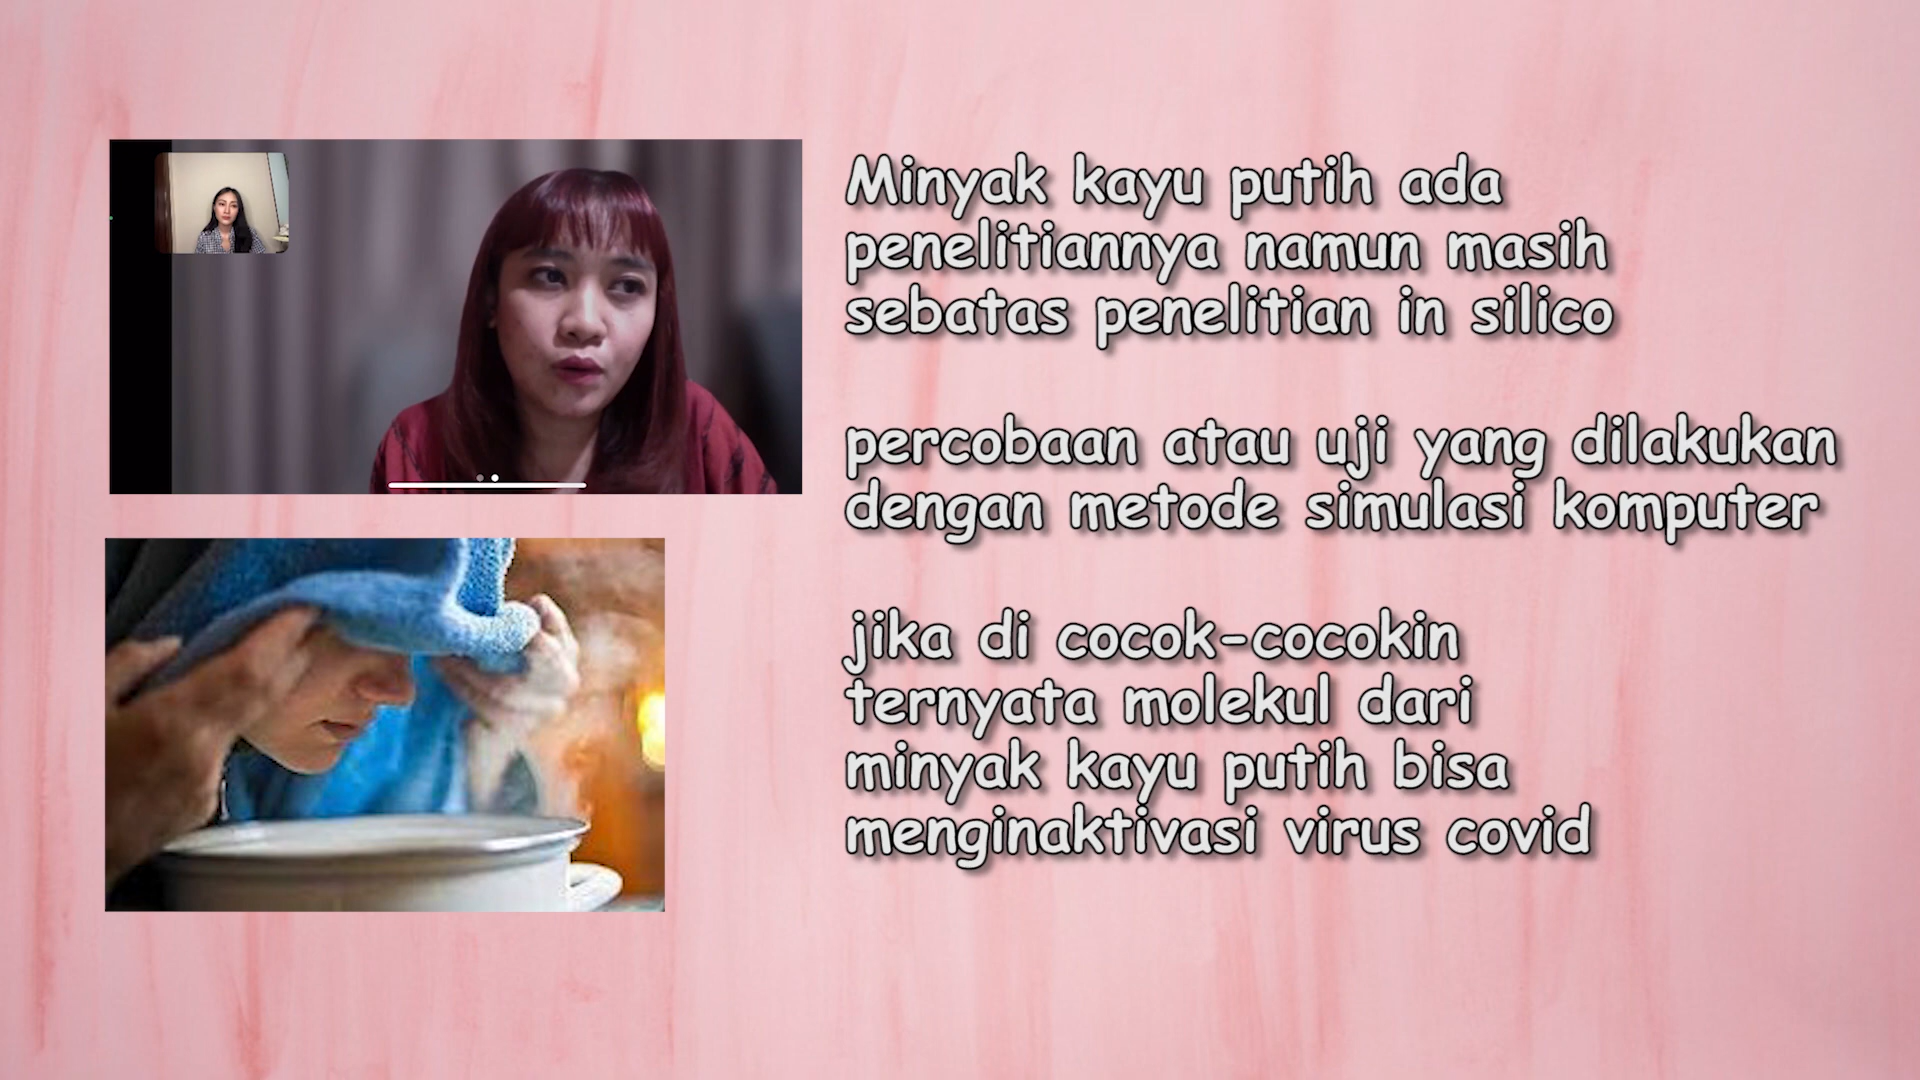 Minyak kayu putih ada
penelitiannya namun masih
sebatas penelitian in silico
percobaan atau uji yang dilakukan
dengan metode simulasi komputer
jika di cocok-cocokin
ternyata molekul dari
minyak kayu putih bisa
menginaktivasi virus covid